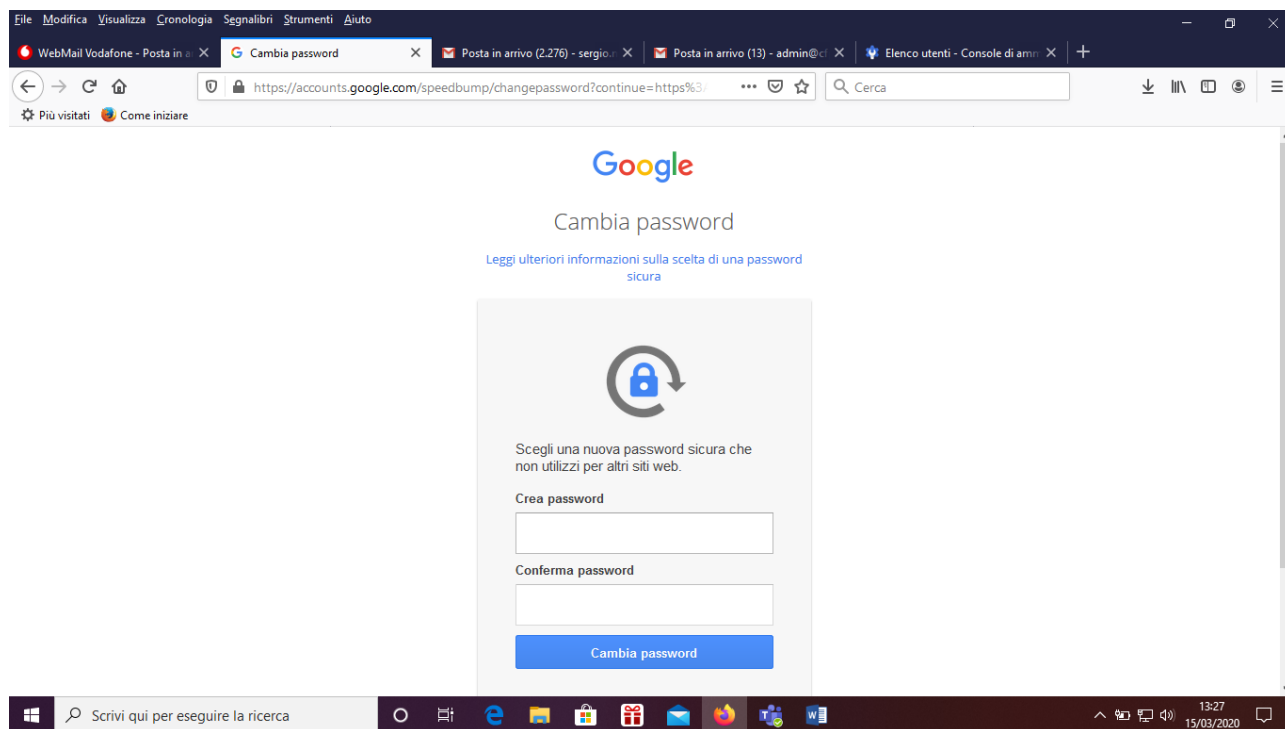 File Modifica Visualizza Cronologia Segnalibri Strumenti Aiuto
WebMail Vodafone - Posta in a
Cambia password
Posta in arrivo (2.276) - sergio.
Posta in arrivo (13) - admin@
Elenco utenti - Console di amm
https://accounts.google.com/speedbump/changepassword?continue=https%3
Cerca
Più visitati Come iniziare
Google
Cambia password
Leggi ulteriori informazioni sulla scelta di una password
sicura
Scegli una nuova password sicura che
non utilizzi per altri siti web.
Crea password
Conferma password
Cambia password
Scrivi qui per eseguire la ricerca
13:27
15/03/2020